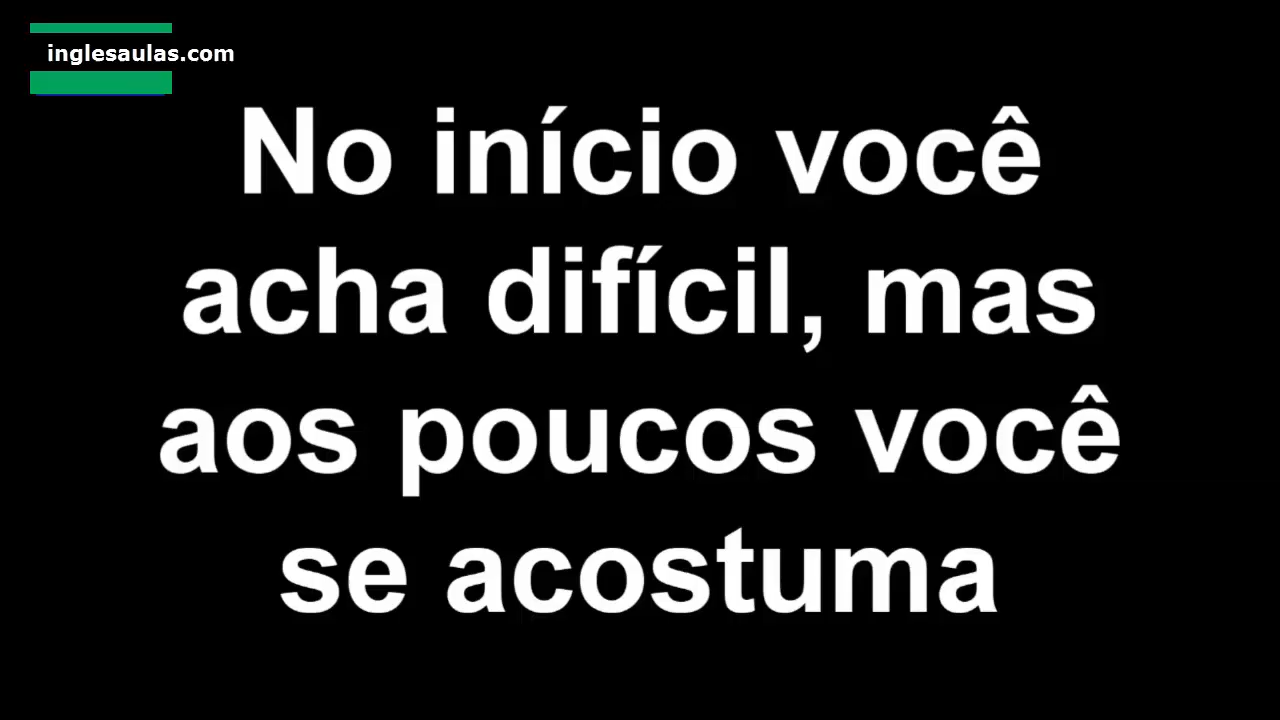 inglesaulas.com
No início você
acha difícil, mas
aos poucos você
se acostuma